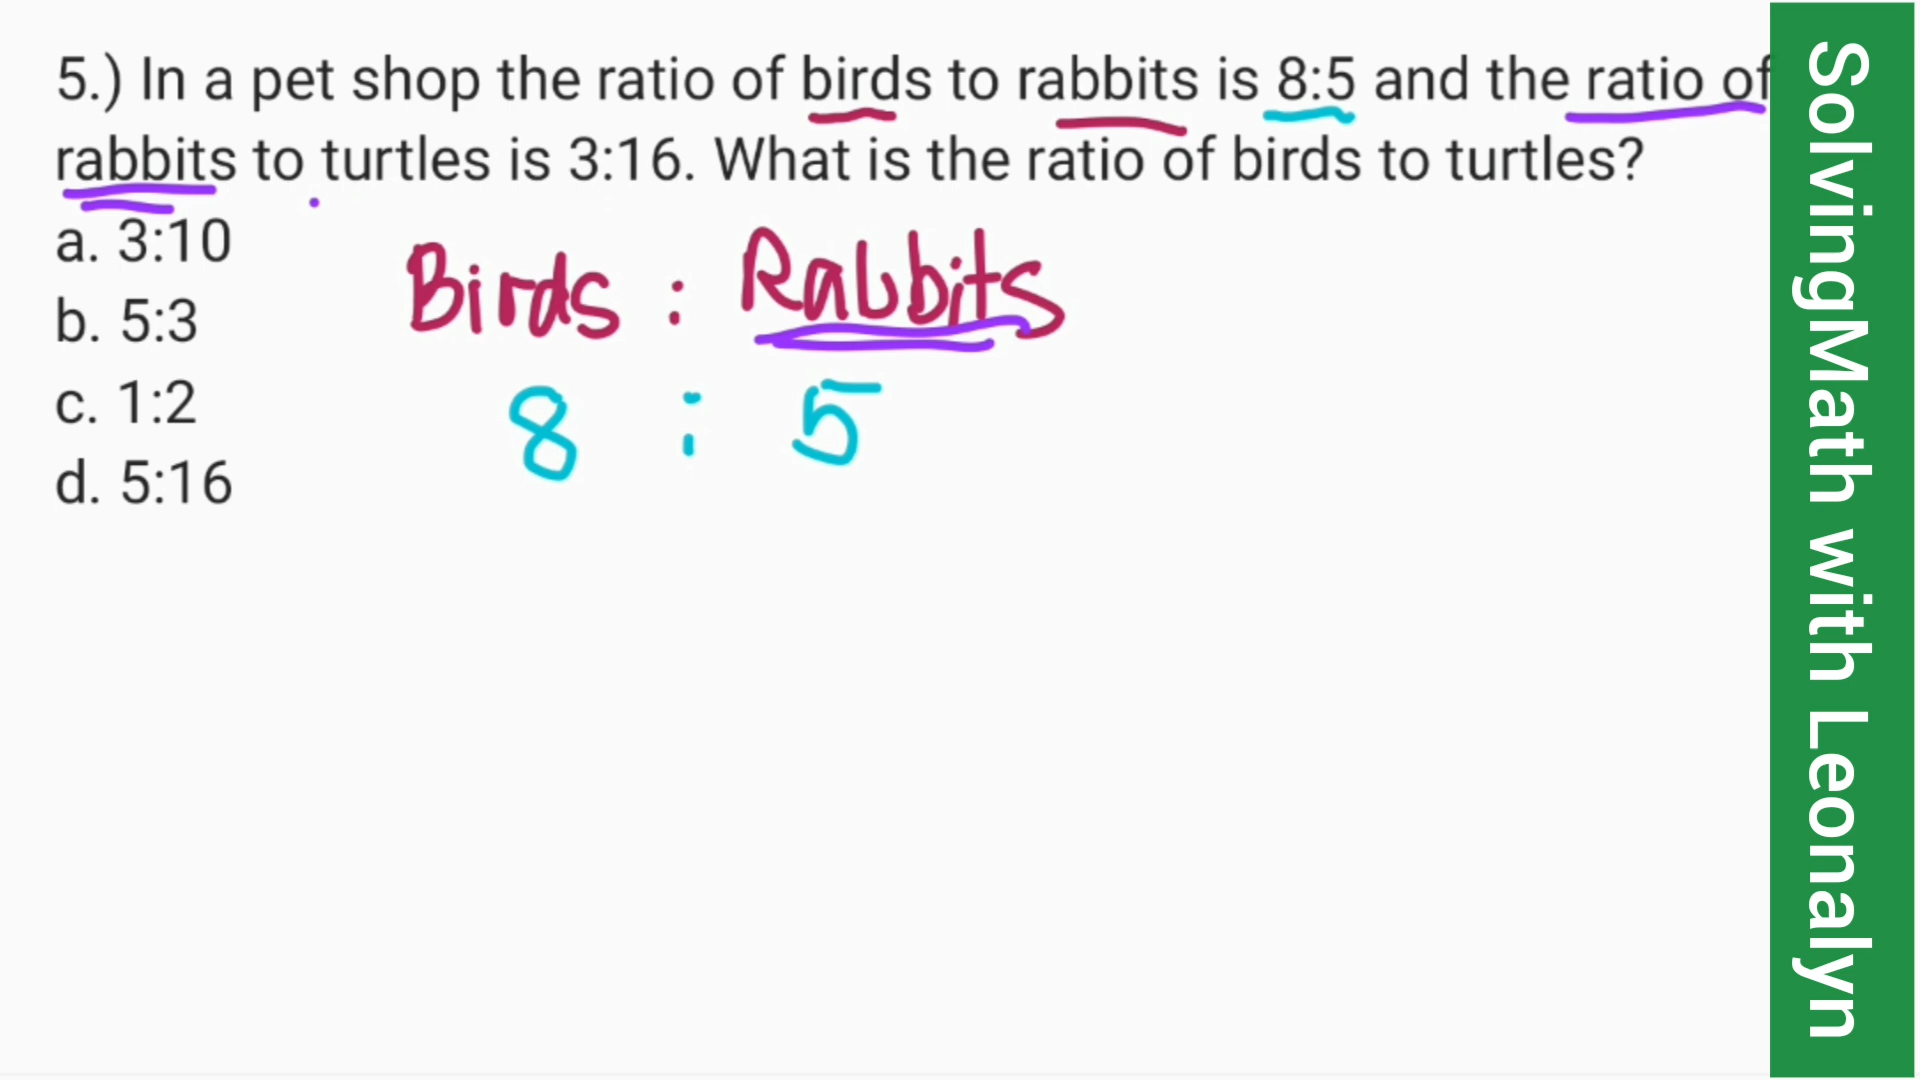 5.) In a pet shop the ratio of birds to rabbits is 8:5 and the ratio of
rabbits to turtles is 3:16. What is the ratio of birds to turtles?
a. 3:10
b. 5:3
c. 1:2
d. 5:16
Birds : Rabbits
8 : 5
SolvingMath with Leonalyn